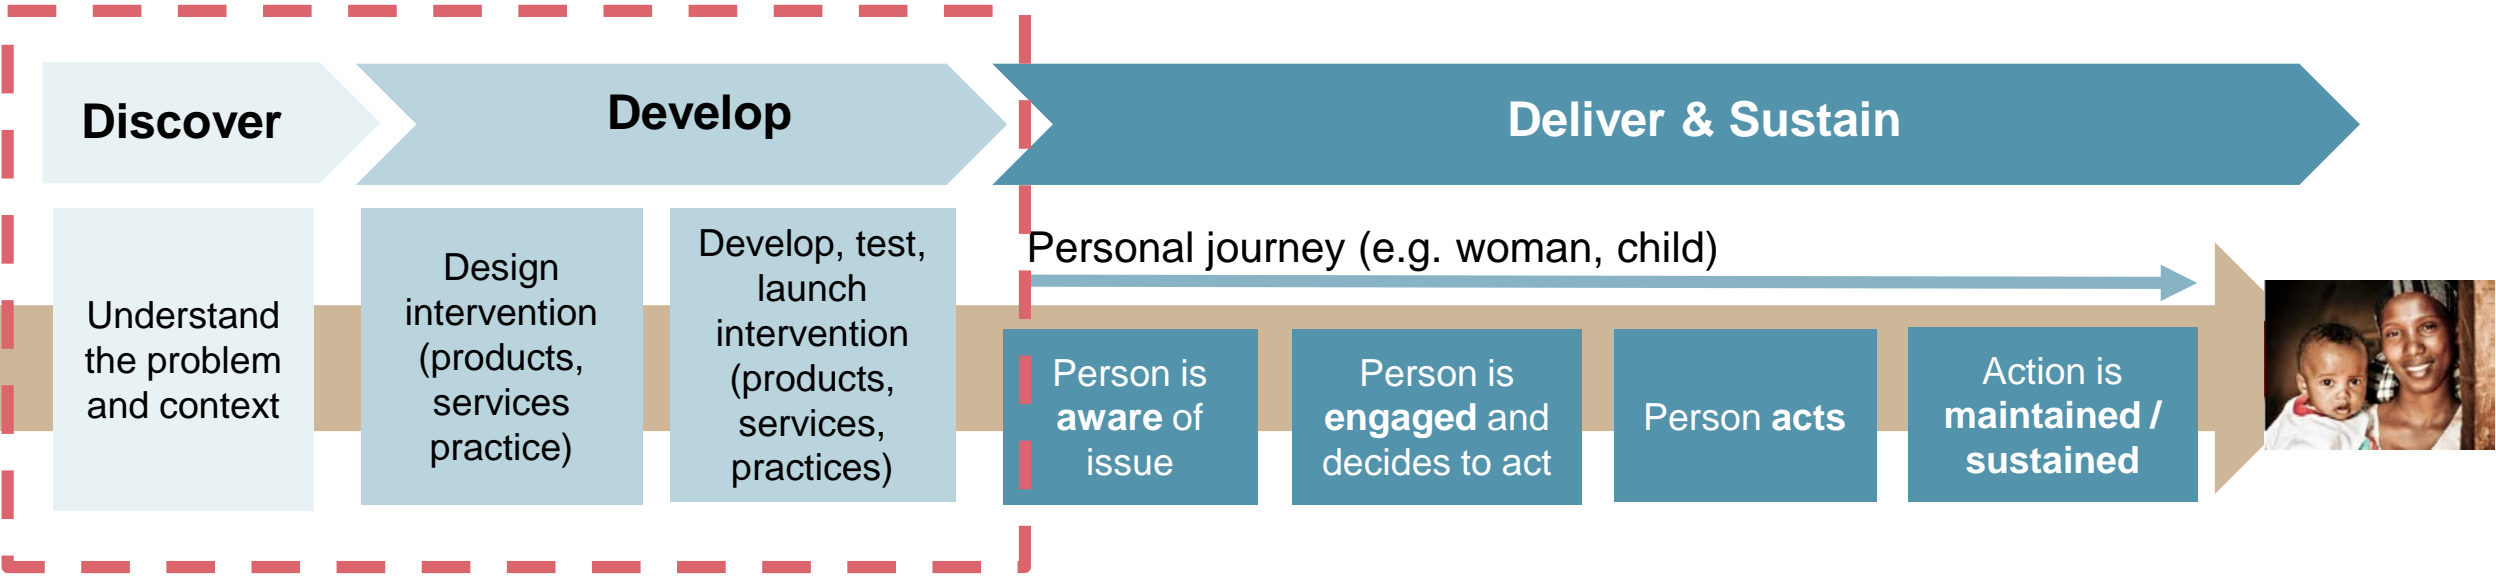 Discover
Develop
Deliver & Sustain
Understand
the problem
and context
Design
intervention
(products,
services
practice)
Develop, test,
launch
intervention
(products,
services,
practices)
Personal journey (e.g. woman, child)
Person is
aware of
issue
Person is
engaged and
decides to act
Person acts
Action is
maintained /
sustained